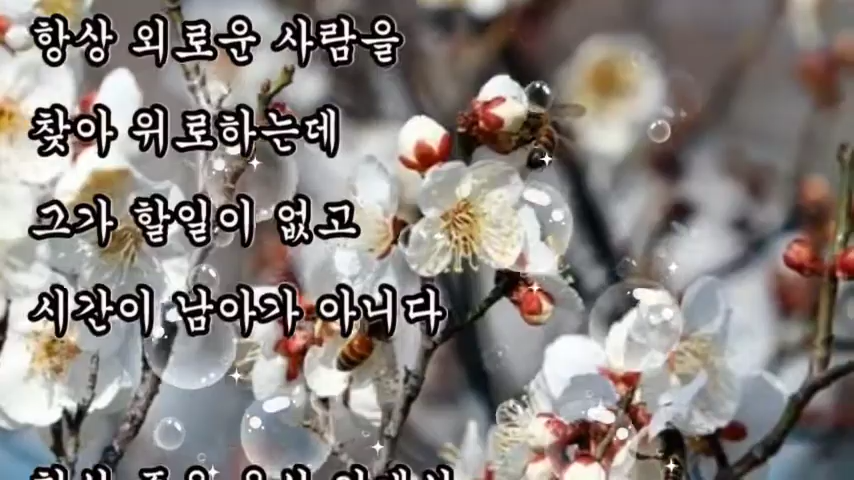 항상 외로운 사람을
찾아 위로하는데
그가 할일이 없고
시간이 남아가 아니다